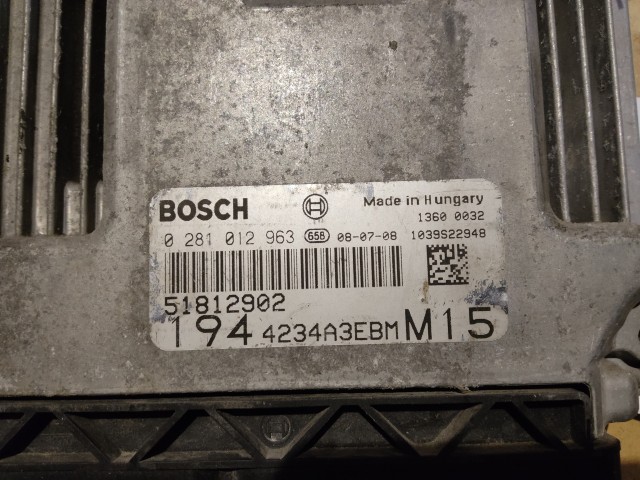 BOSCH Made in Hungary
1360 0032
0 281 012 963 658 08-07-08 1039S22948
51812902
194 4234A3EBM M15